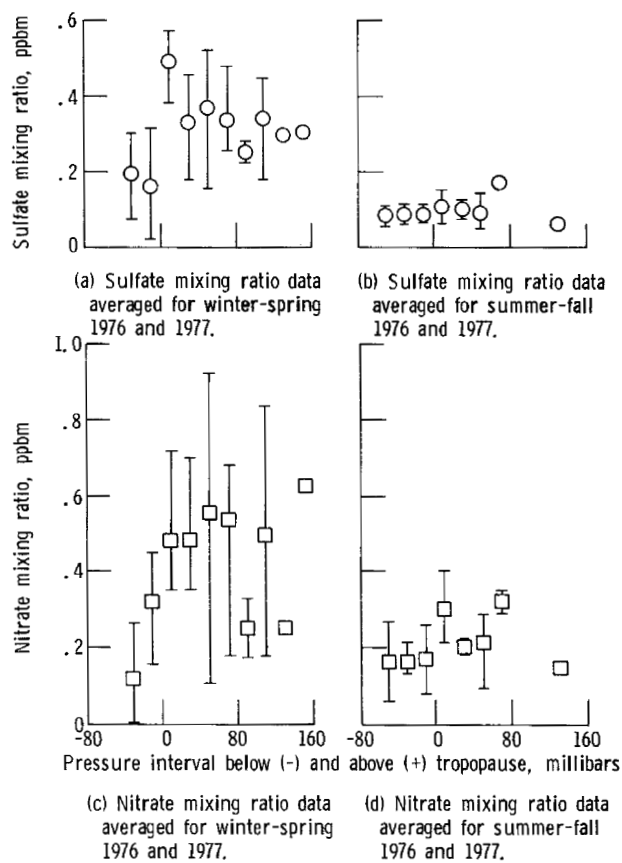 Sulfate mixing ratio, ppbm
.6
.4
.2
0
(a) Sulfate mixing ratio data
averaged for winter-spring
1976 and 1977.
(b) Sulfate mixing ratio data
averaged for summer-fall
1976 and 1977.
Nitrate mixing ratio, ppbm
1.0
.8
.6
.4
.2
0
-80 0 80 160
-80 0 80 160
Pressure interval below (-) and above (+) tropopause, millibars
(c) Nitrate mixing ratio data
averaged for winter-spring
1976 and 1977.
(d) Nitrate mixing ratio data
averaged for summer-fall
1976 and 1977.